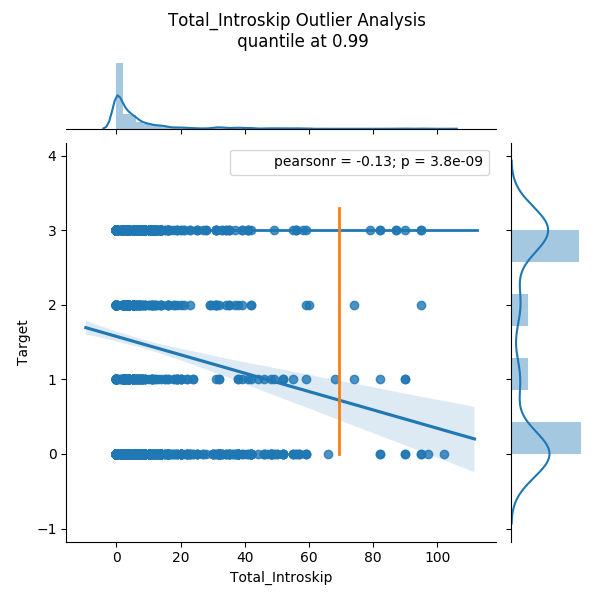 Total_Introskip Outlier Analysis
quantile at 0.99
pearsonr = -0.13; p = 3.8e-09
4
3
2
1
0
−1
Target
0 20 40 60 80 100
Total_Introskip